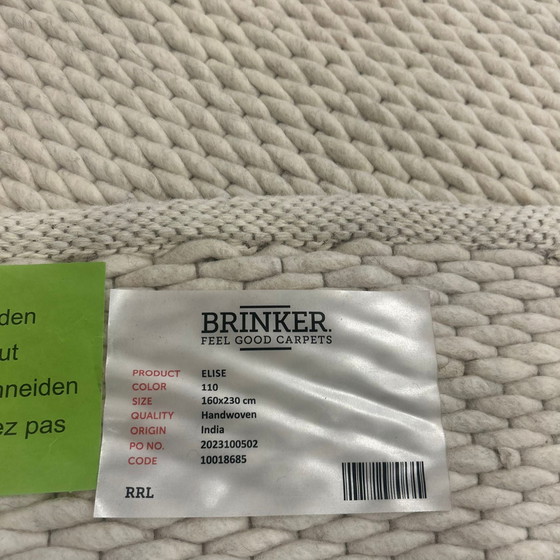 den
ut
nneiden
ez pas
BRINKER.
FEEL GOOD CARPETS
PRODUCT ELISE
COLOR 110
SIZE 160x230 cm
QUALITY Handwoven
ORIGIN India
PO NO. 2023100502
CODE 10018685
RRL